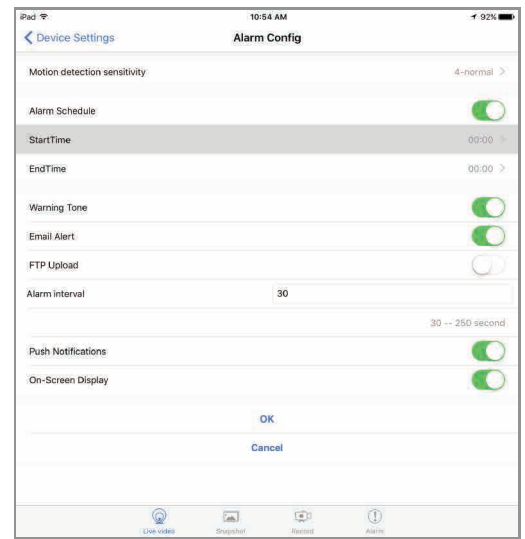 iPad 10:54 AM 92%
Device Settings Alarm Config
Motion detection sensitivity 4-normal
Alarm Schedule
StartTime 00:00
EndTime 00:00
Warning Tone
Email Alert
FTP Upload
Alarm interval 30
30 -- 250 second
Push Notifications
On-Screen Display
OK
Cancel
Live video Snapshot Record Alarm